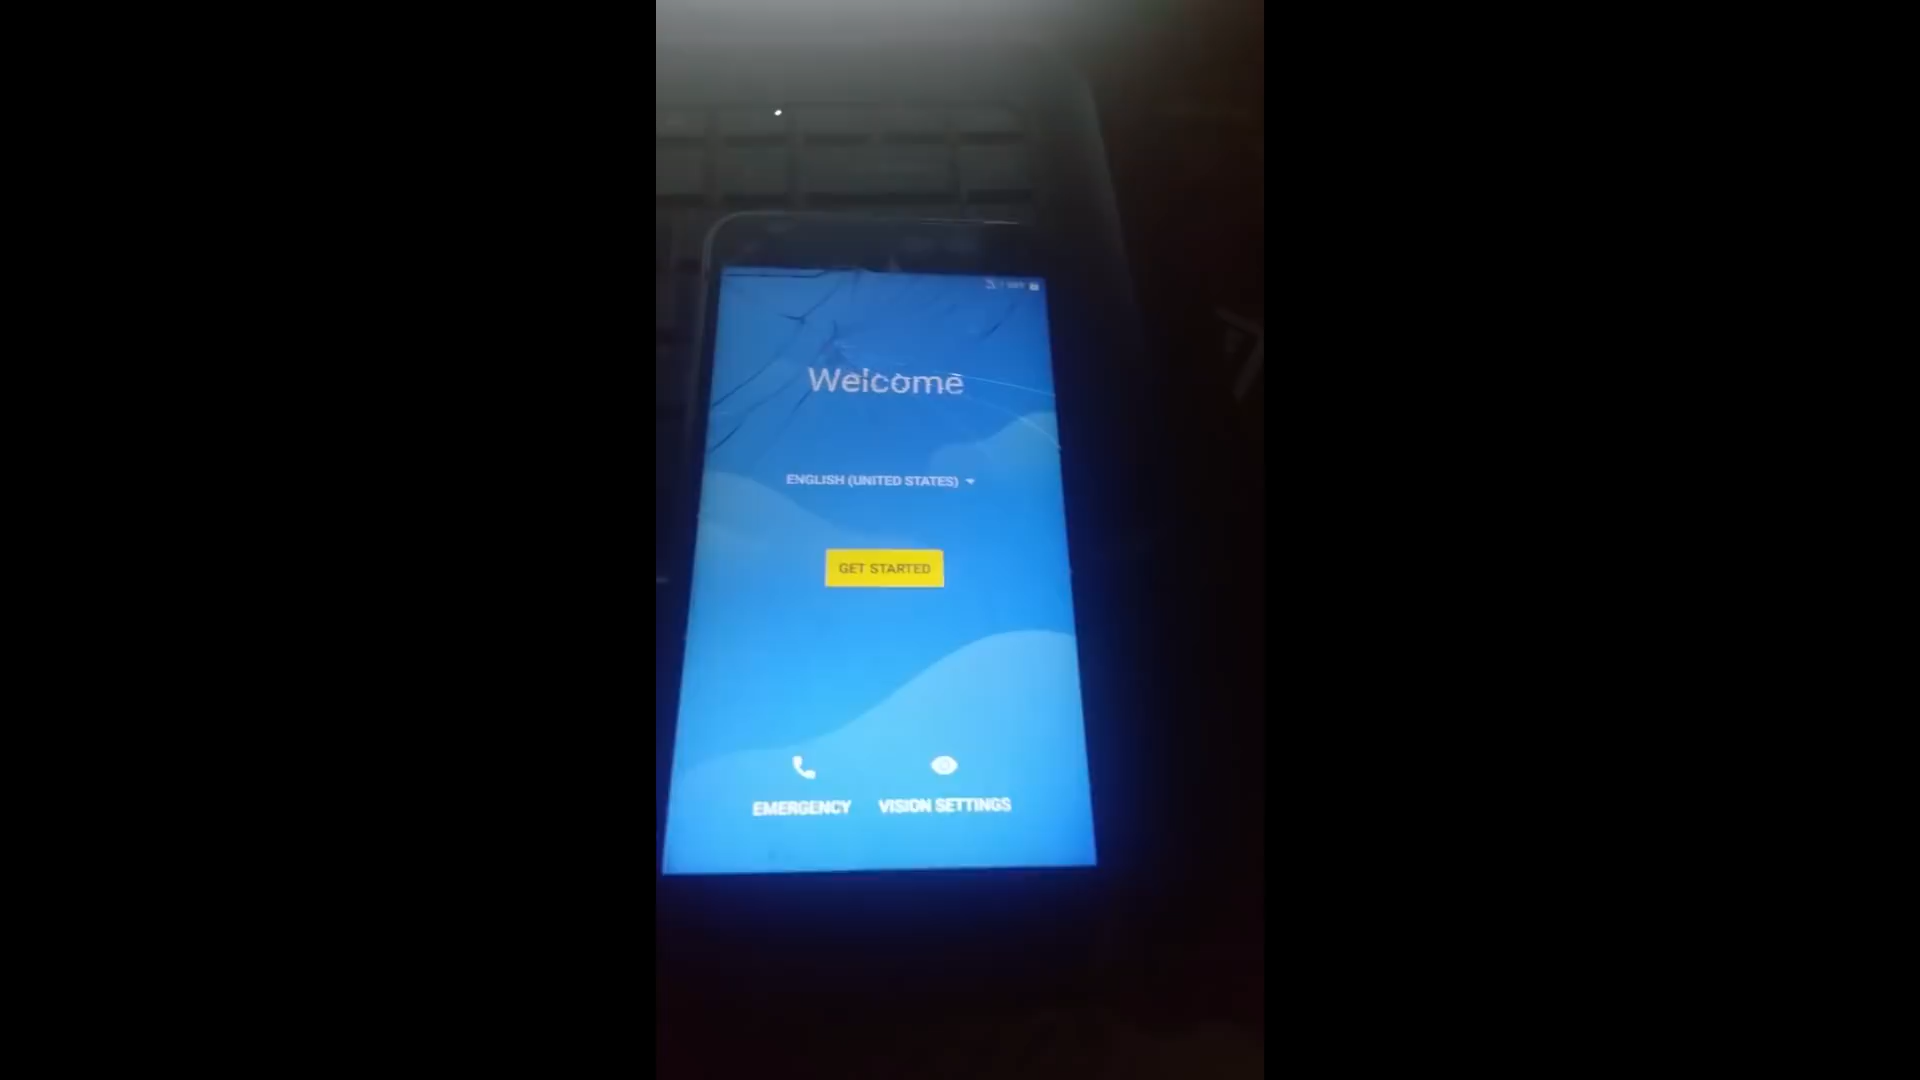 Welcome
ENGLISH (UNITED STATES)
GET STARTED
EMERGENCY
VISION SETTINGS